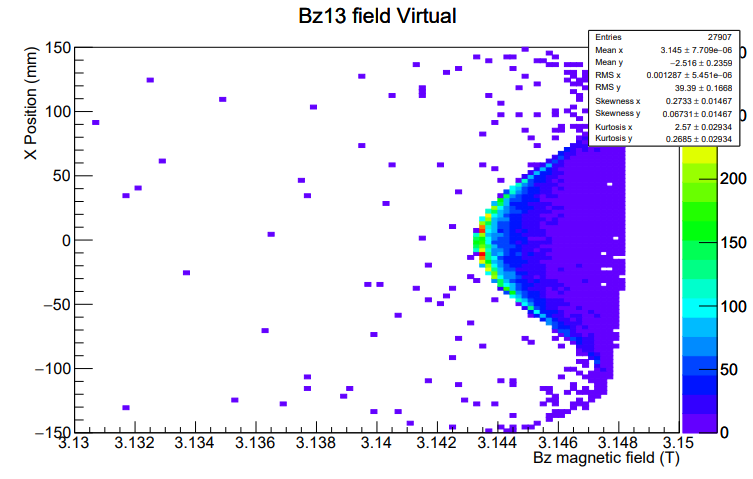 Bz13 field Virtual
Entries 27907
Mean x 3.145 ± 7.709e−06
Mean y −2.516 ± 0.2359
RMS x 0.001287 ± 5.451e−06
RMS y 39.39 ± 0.1668
Skewness x 0.2733 ± 0.01467
Skewness y 0.06731 ± 0.01467
Kurtosis x 2.57 ± 0.02934
Kurtosis y 0.2685 ± 0.02934
X Position (mm)
150
100
50
0
−50
−100
−150
3.13 3.132 3.134 3.136 3.138 3.14 3.142 3.144 3.146 3.148 3.15
Bz magnetic field (T)
0
0
200
150
100
50
0